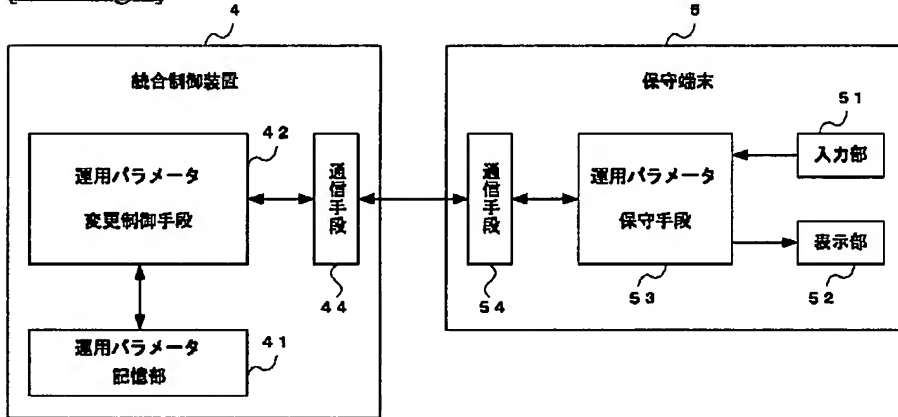 4
5
統合制御装置
保守端末
42
51
運用パラメータ
変更制御手段
通信手段
通信手段
運用パラメータ
保守手段
入力部
表示部
44
54
53
52
運用パラメータ
記憶部
41